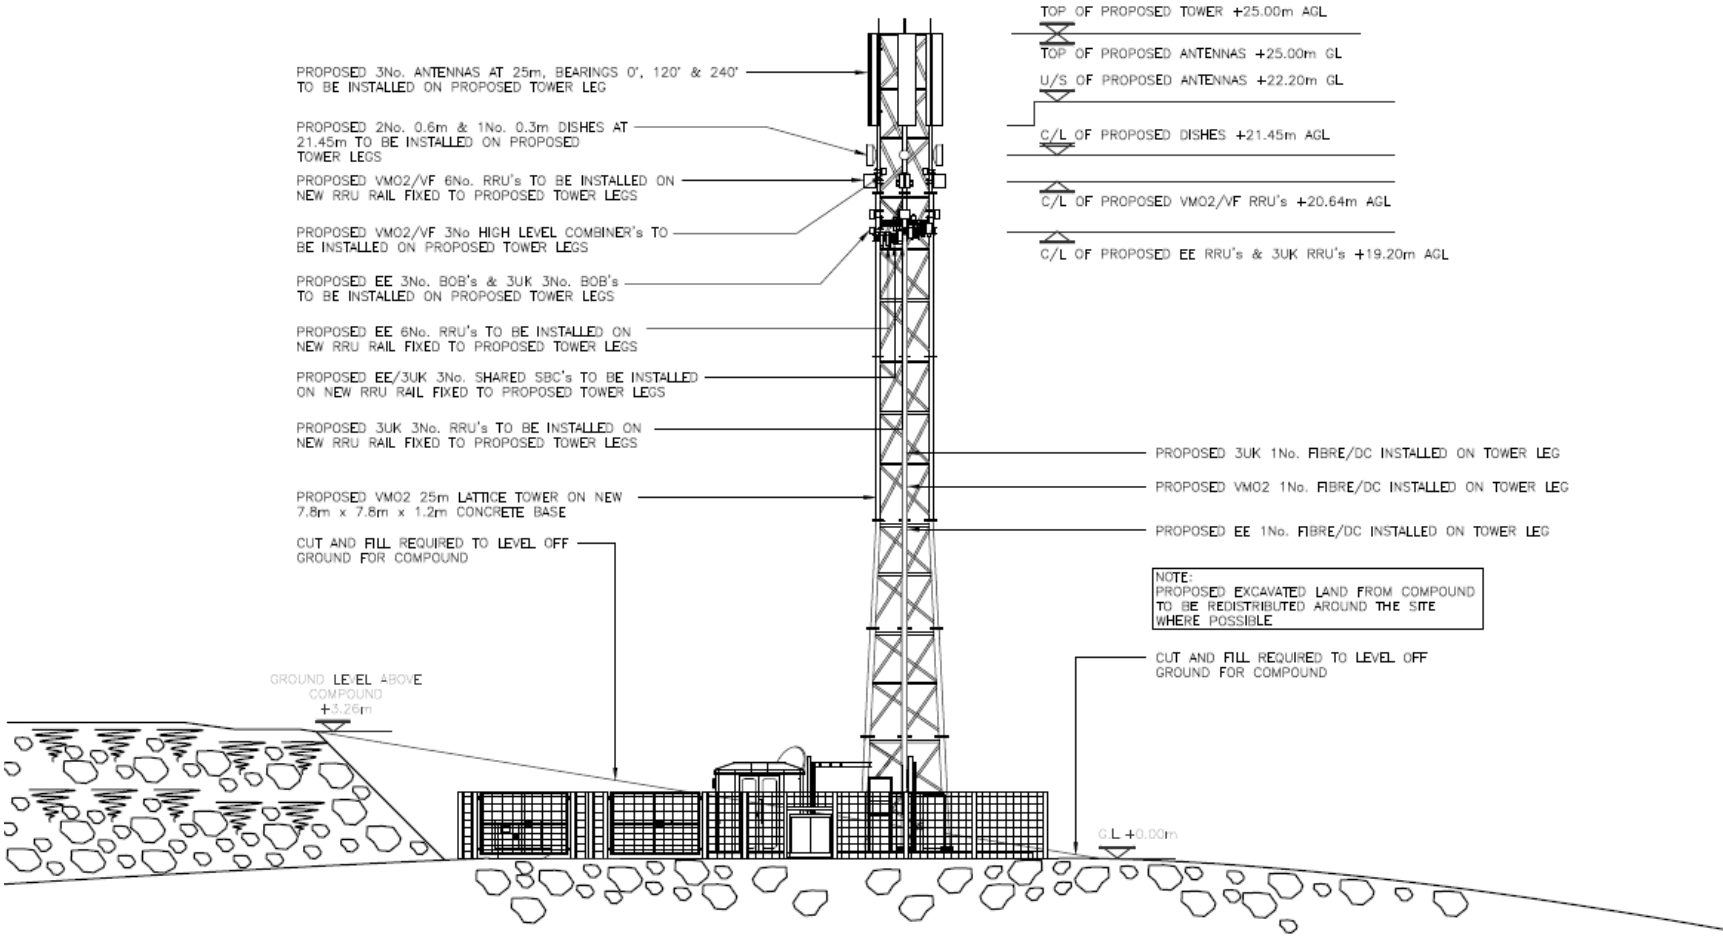 TOP OF PROPOSED TOWER +25.00m AGL
TOP OF PROPOSED ANTENNAS +25.00m GL
U/S OF PROPOSED ANTENNAS +22.20m GL
C/L OF PROPOSED DISHES +21.45m AGL
C/L OF PROPOSED VMO2/VF RRU's +20.64m AGL
C/L OF PROPOSED EE RRU's & 3UK RRU's +19.20m AGL
PROPOSED 3No. ANTENNAS AT 25m, BEARINGS 0°, 120° & 240°
TO BE INSTALLED ON PROPOSED TOWER LEG
PROPOSED 2No. 0.6m & 1No. 0.3m DISHES AT
21.45m TO BE INSTALLED ON PROPOSED
TOWER LEGS
PROPOSED VMO2/VF 6No. RRU's TO BE INSTALLED ON
NEW RRU RAIL FIXED TO PROPOSED TOWER LEGS
PROPOSED VMO2/VF 3No HIGH LEVEL COMBINER's TO
BE INSTALLED ON PROPOSED TOWER LEGS
PROPOSED EE 3No. BOB's & 3UK 3No. BOB's
TO BE INSTALLED ON PROPOSED TOWER LEGS
PROPOSED EE 6No. RRU's TO BE INSTALLED ON
NEW RRU RAIL FIXED TO PROPOSED TOWER LEGS
PROPOSED EE/3UK 3No. SHARED SBC's TO BE INSTALLED
ON NEW RRU RAIL FIXED TO PROPOSED TOWER LEGS
PROPOSED 3UK 3No. RRU's TO BE INSTALLED ON
NEW RRU RAIL FIXED TO PROPOSED TOWER LEGS
PROPOSED VMO2 25m LATTICE TOWER ON NEW
7.8m x 7.8m x 1.2m CONCRETE BASE
CUT AND FILL REQUIRED TO LEVEL OFF
GROUND FOR COMPOUND
PROPOSED 3UK 1No. FIBRE/DC INSTALLED ON TOWER LEG
PROPOSED VMO2 1No. FIBRE/DC INSTALLED ON TOWER LEG
PROPOSED EE 1No. FIBRE/DC INSTALLED ON TOWER LEG
NOTE:
PROPOSED EXCAVATED LAND FROM COMPOUND
TO BE REDISTRIBUTED AROUND THE SITE
WHERE POSSIBLE
CUT AND FILL REQUIRED TO LEVEL OFF
GROUND FOR COMPOUND
GROUND LEVEL ABOVE
COMPOUND
+3.26m
G.L +0.00m